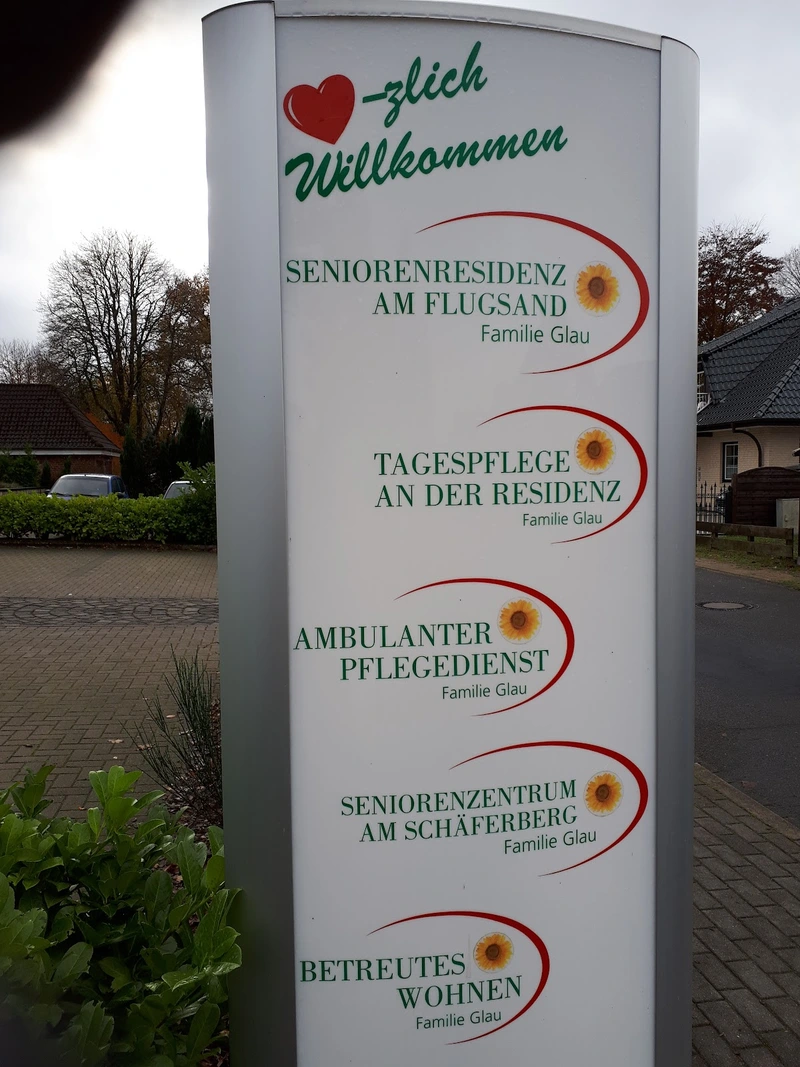 -zlich
Willkommen
SENIORENRESIDENZ
AM FLUGSAND
Familie Glau
TAGESPFLEGE
AN DER RESIDENZ
Familie Glau
AMBULANTER
PFLEGEDIENST
Familie Glau
SENIORENZENTRUM
AM SCHÄFERBERG
Familie Glau
BETREUTES
WOHNEN
Familie Glau